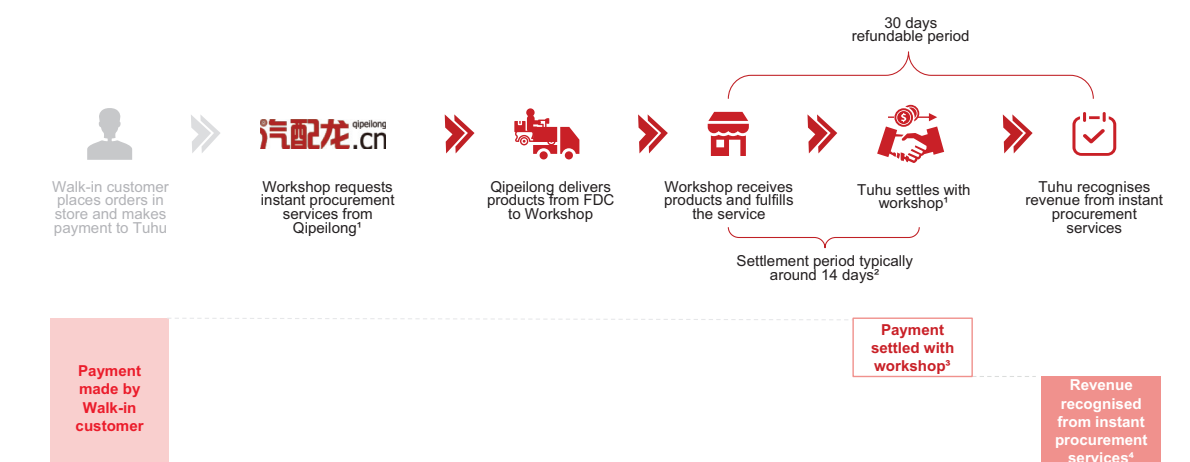 30 days
refundable period
汽配龙.cn
qipeilong
$
Walk-in customer
places orders in
store and makes
payment to Tuhu
Workshop requests
instant procurement
services from
Qipeilong¹
Qipeilong delivers
products from FDC
to Workshop
Workshop receives
products and fulfills
the service
Tuhu settles with
workshop¹
Tuhu recognises
revenue from instant
procurement
services
Settlement period typically
around 14 days²
Payment
made by
Walk-in
customer
Payment
settled with
workshop³
Revenue
recognised
from instant
procurement
services⁴